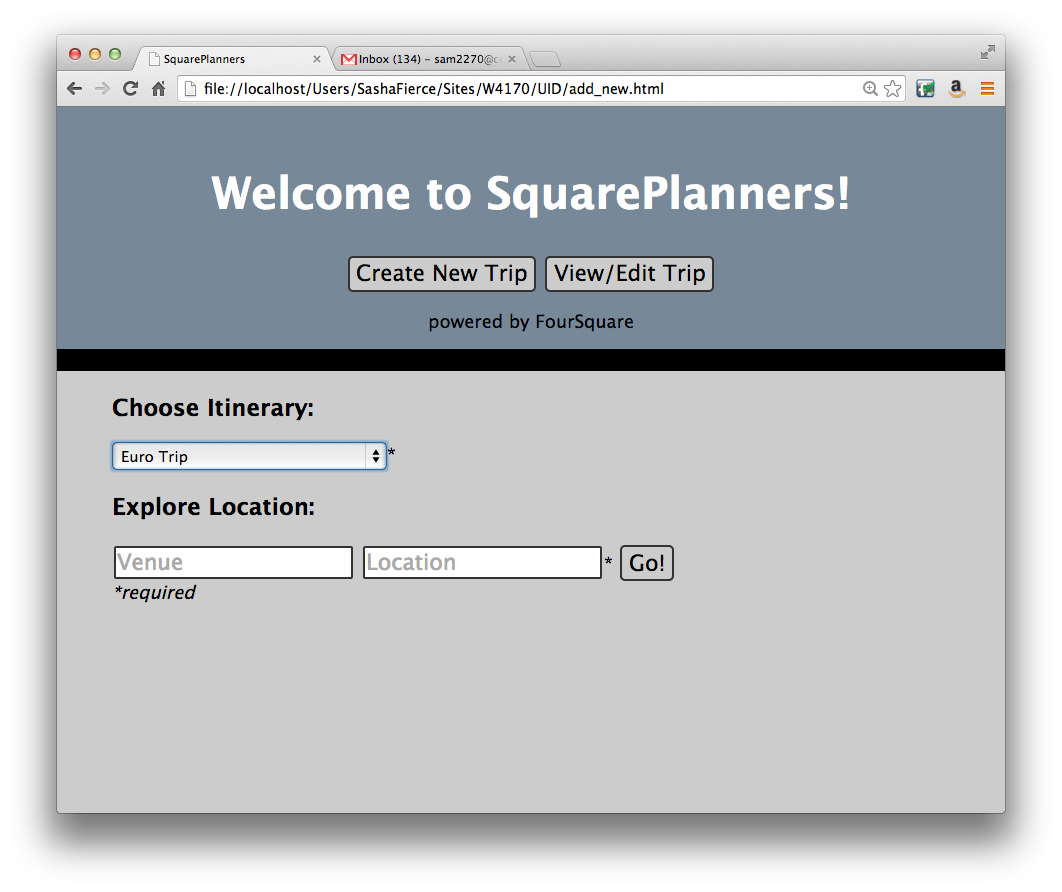 SquarePlanners
Inbox (134) – sam2270@c
file://localhost/Users/SashaFierce/Sites/W4170/UID/add_new.html
Welcome to SquarePlanners!
Create New Trip View/Edit Trip
powered by FourSquare
Choose Itinerary:
Euro Trip *
Explore Location:
Venue Location * Go!
*required